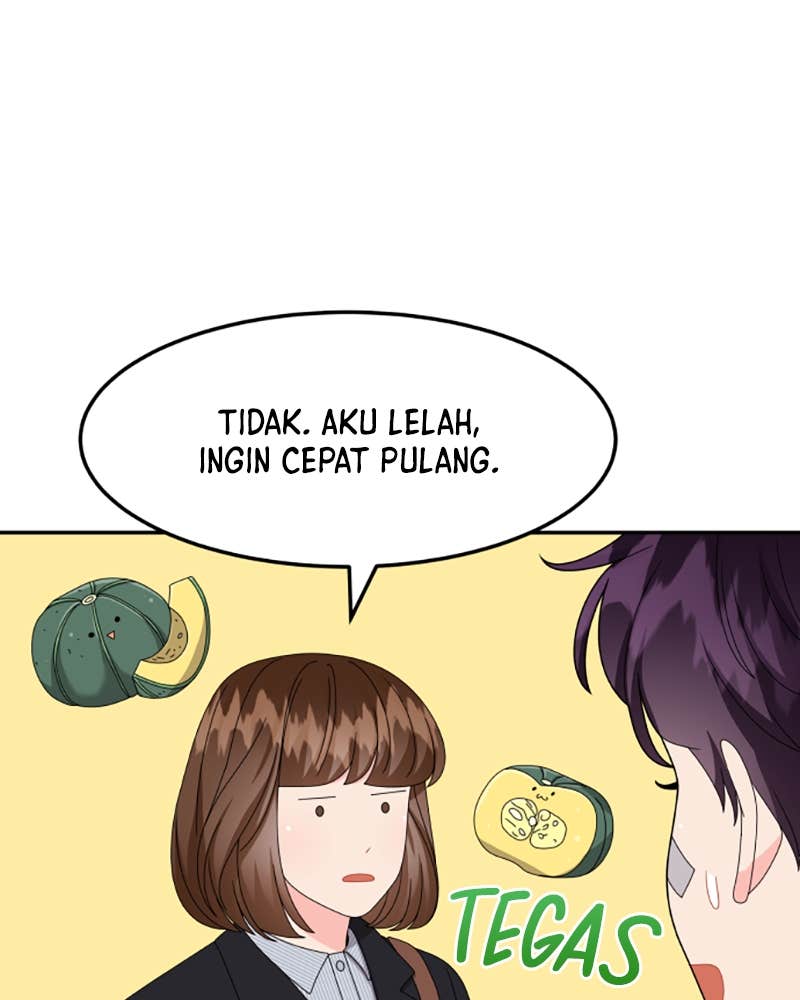 TIDAK. AKU LELAH,
INGIN CEPAT PULANG.
TEGAS